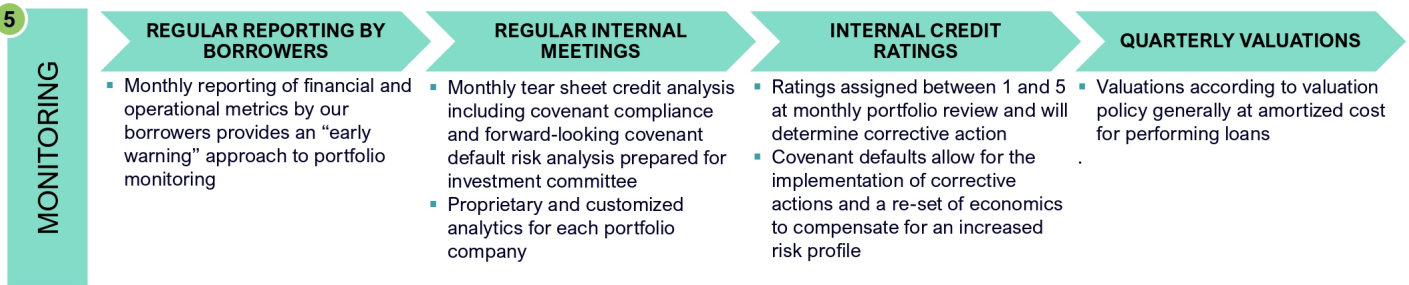 5
MONITORING
REGULAR REPORTING BY
BORROWERS
▪ Monthly reporting of financial and
operational metrics by our
borrowers provides an “early
warning” approach to portfolio
monitoring
REGULAR INTERNAL
MEETINGS
▪ Monthly tear sheet credit analysis
including covenant compliance
and forward-looking covenant
default risk analysis prepared for
investment committee
▪ Proprietary and customized
analytics for each portfolio
company
INTERNAL CREDIT
RATINGS
▪ Ratings assigned between 1 and 5
at monthly portfolio review and will
determine corrective action
▪ Covenant defaults allow for the
implementation of corrective
actions and a re-set of economics
to compensate for an increased
risk profile
QUARTERLY VALUATIONS
▪ Valuations according to valuation
policy generally at amortized cost
for performing loans
.